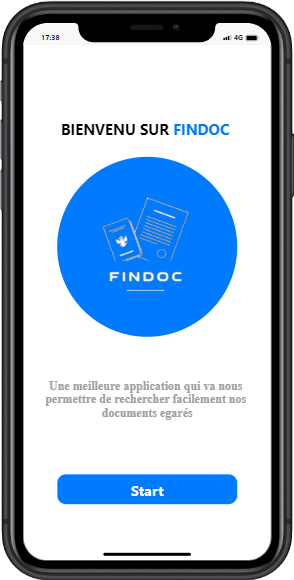 17:38
4G
BIENVENU SUR FINDOC
FINDOC
Une meilleure application qui va nous
permettre de rechercher facilement nos
documents egarés
Start